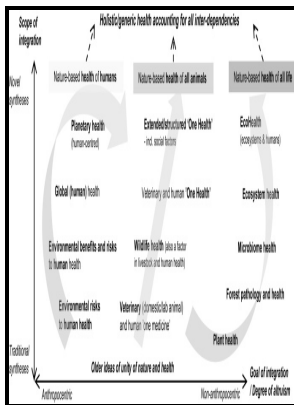 Scope of
integration
Holistic/generic health accounting for all inter-dependencies
Novel
syntheses
Nature-based health of humans
Nature-based health of all animals
Nature-based health of all life
Planetary health
(human-centred)
Extended/structured 'One Health'
- incl. social factors
EcoHealth
(ecosystems & humans)
Global (human) health
Veterinary and human 'One Health'
Ecosystem health
Environmental benefits and risks
to human health
Wildlife health (also a factor
in livestock and human health)
Microbiome health
Environmental risks
to human health
Veterinary (domestic/lab animal)
and human 'one medicine'
Forest pathology and health
Plant health
Traditional
syntheses
Older ideas of unity of nature and health
Anthropocentric
Non-anthropocentric
Goal of integration
/ Degree of altruism